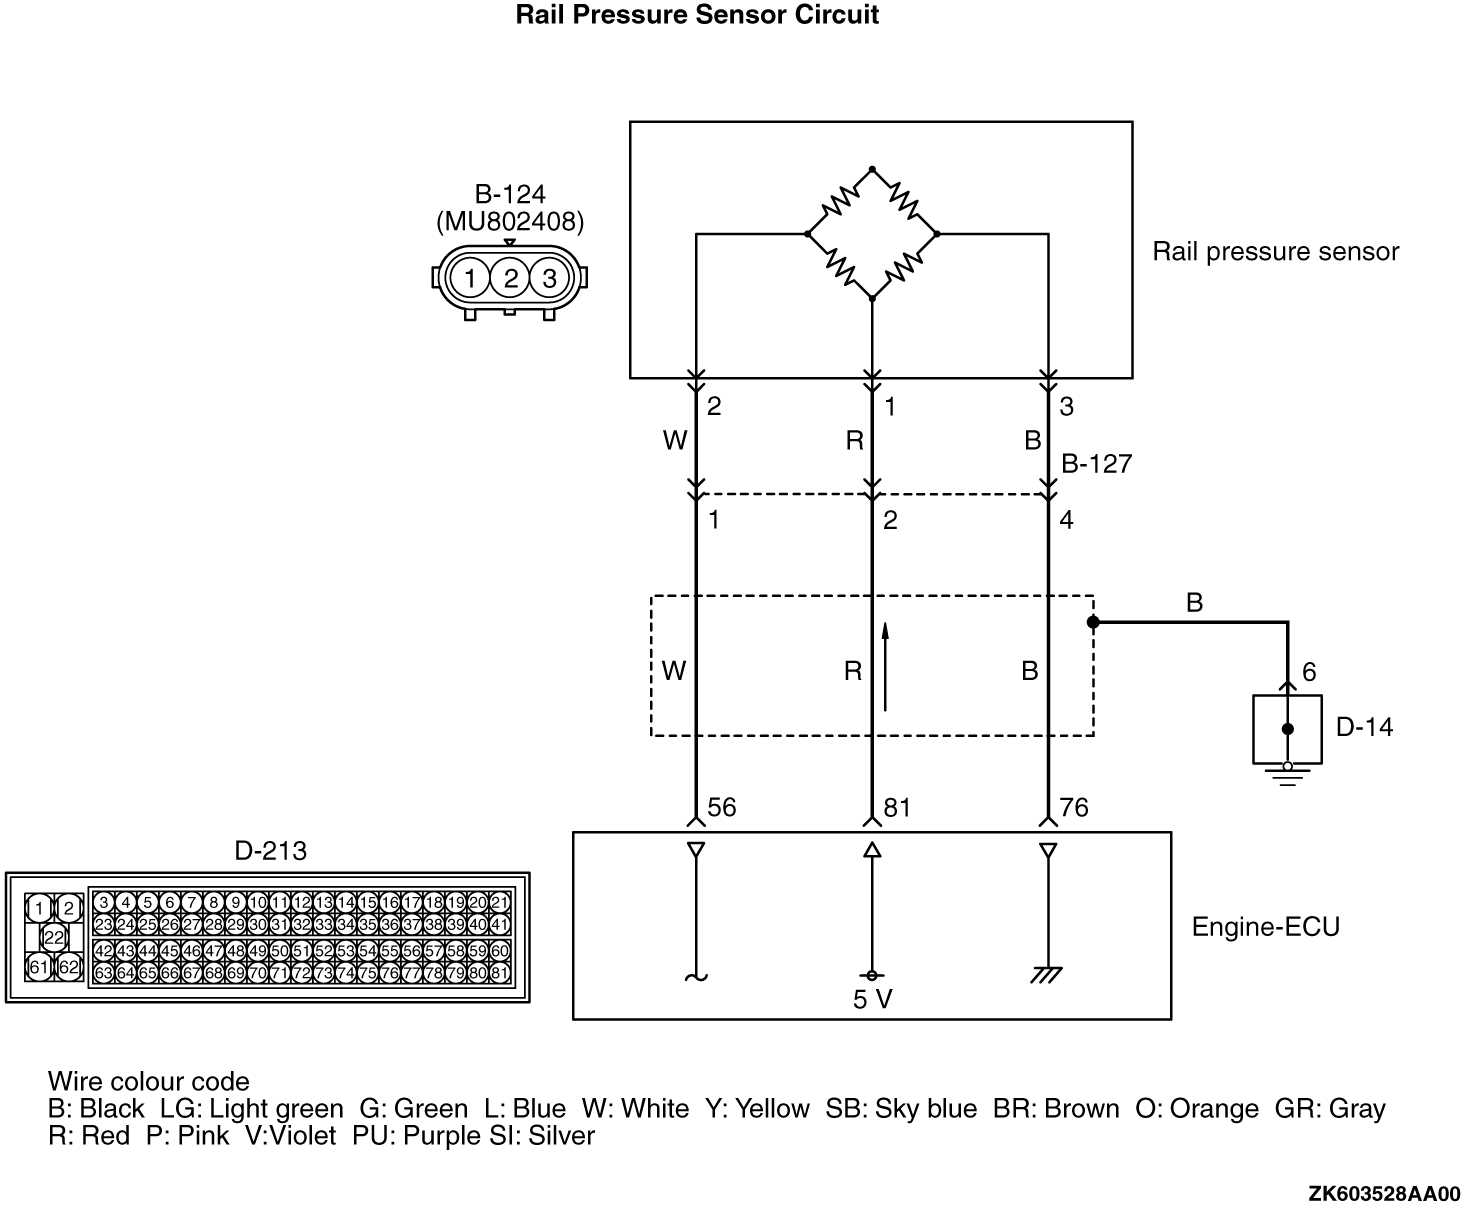 Rail Pressure Sensor Circuit
B-124
(MU802408)
1 2 3
Rail pressure sensor
2 1 3
W R B
B-127
1 2 4
B
W R B
6
D-14
56 81 76
D-213
1 2
22
61 62
3 4 5 6 7 8 9 10 11 12 13 14 15 16 17 18 19 20 21
23 24 25 26 27 28 29 30 31 32 33 34 35 36 37 38 39 40 41
42 43 44 45 46 47 48 49 50 51 52 53 54 55 56 57 58 59 60
63 64 65 66 67 68 69 70 71 72 73 74 75 76 77 78 79 80 81
Engine-ECU
5 V
Wire colour code
B: Black LG: Light green G: Green L: Blue W: White Y: Yellow SB: Sky blue BR: Brown O: Orange GR: Gray
R: Red P: Pink V:Violet PU: Purple SI: Silver
ZK603528AA00